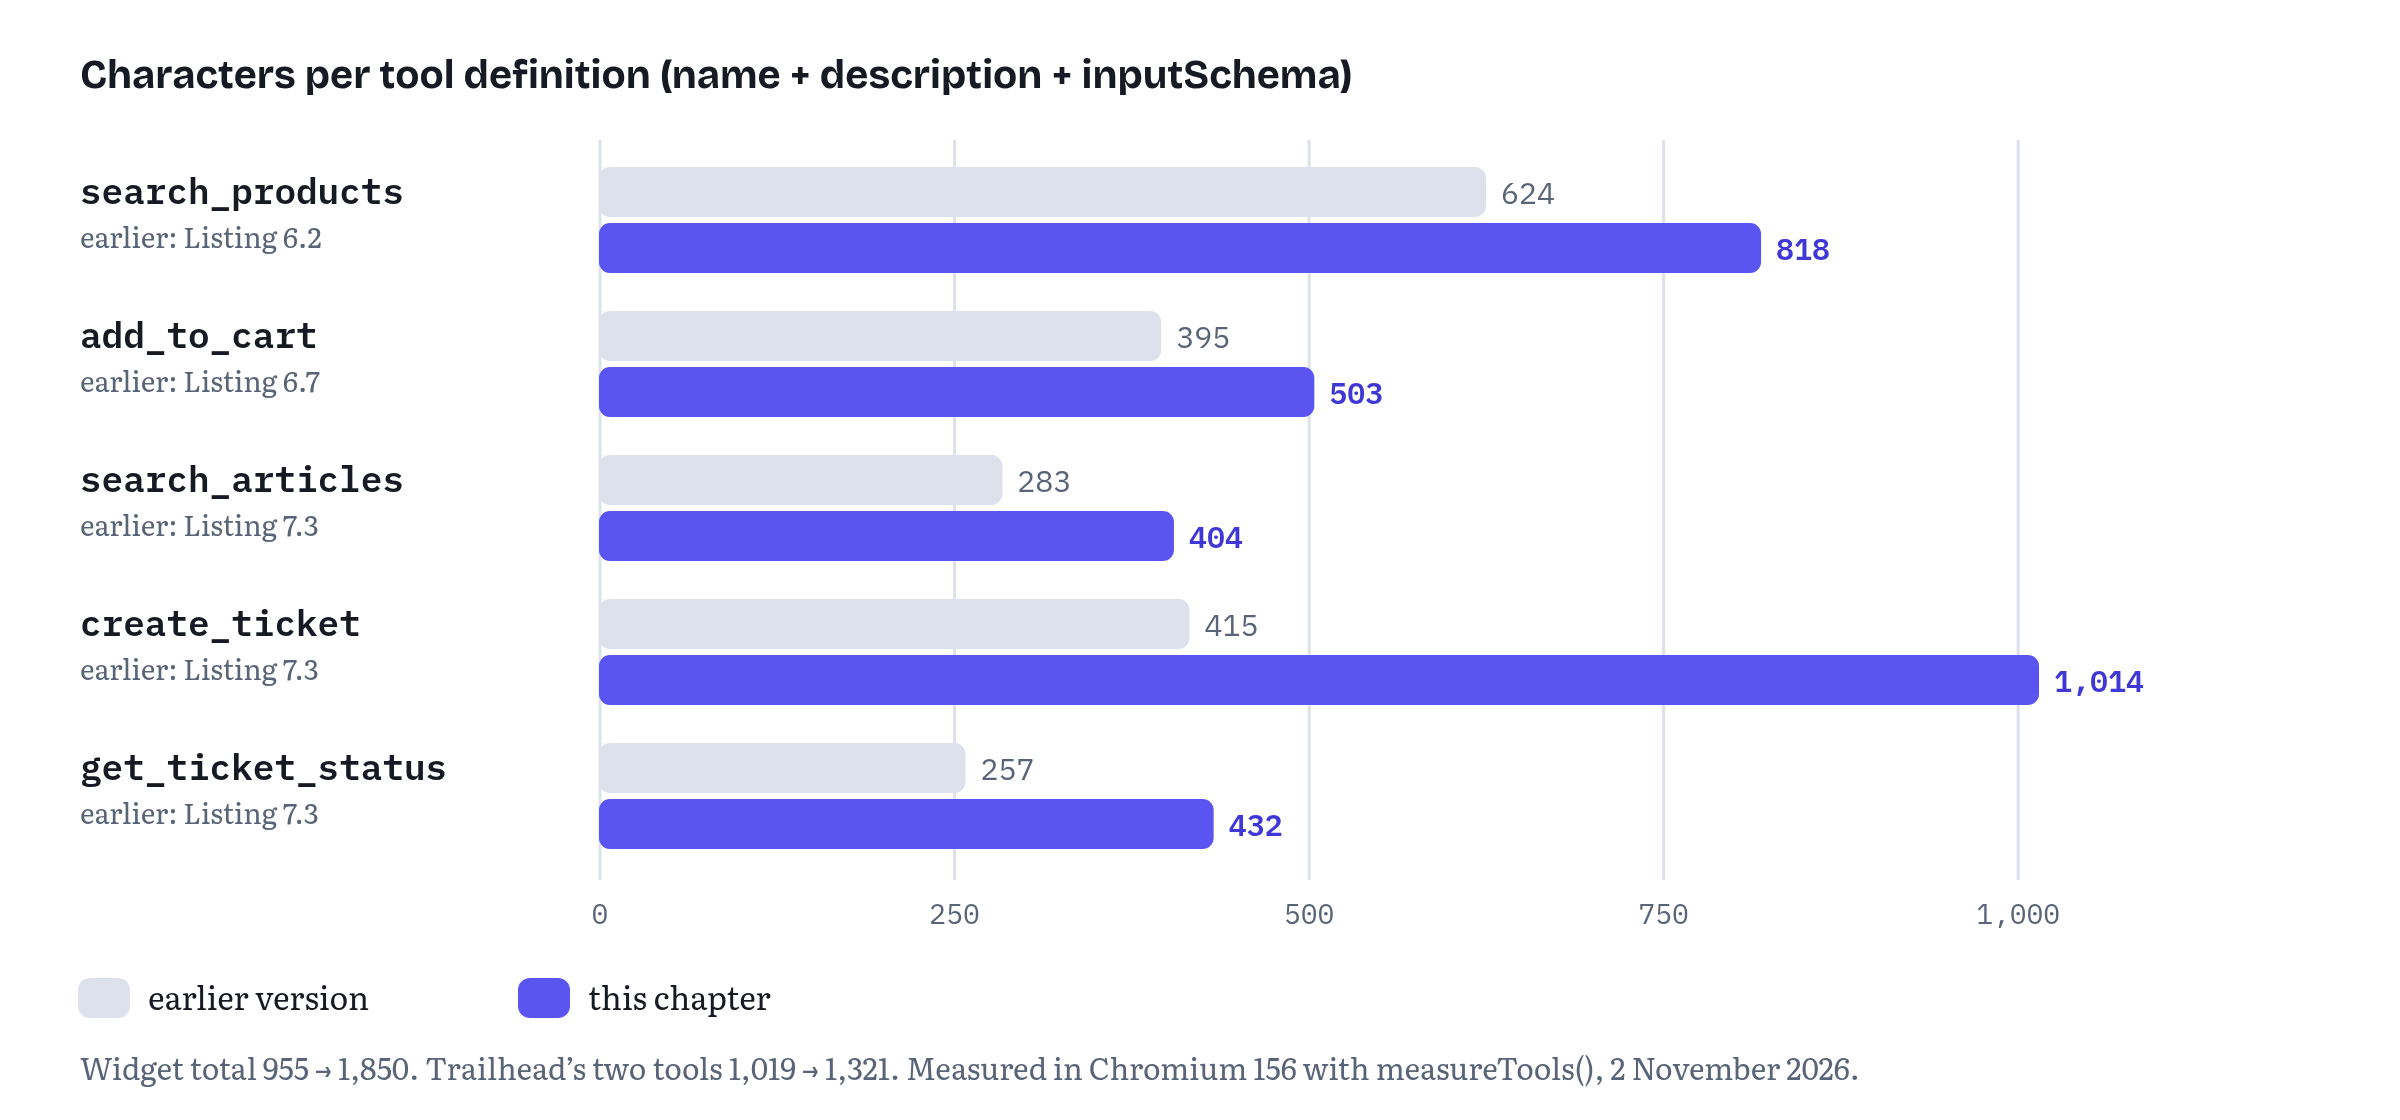 Characters per tool definition (name + description + inputSchema)
search_products
earlier: Listing 6.2
624
818
add_to_cart
earlier: Listing 6.7
395
503
search_articles
earlier: Listing 7.3
283
404
create_ticket
earlier: Listing 7.3
415
1,014
get_ticket_status
earlier: Listing 7.3
257
432
0 250 500 750 1,000
earlier version this chapter
Widget total 955 → 1,850. Trailhead’s two tools 1,019 → 1,321. Measured in Chromium 156 with measureTools(), 2 November 2026.